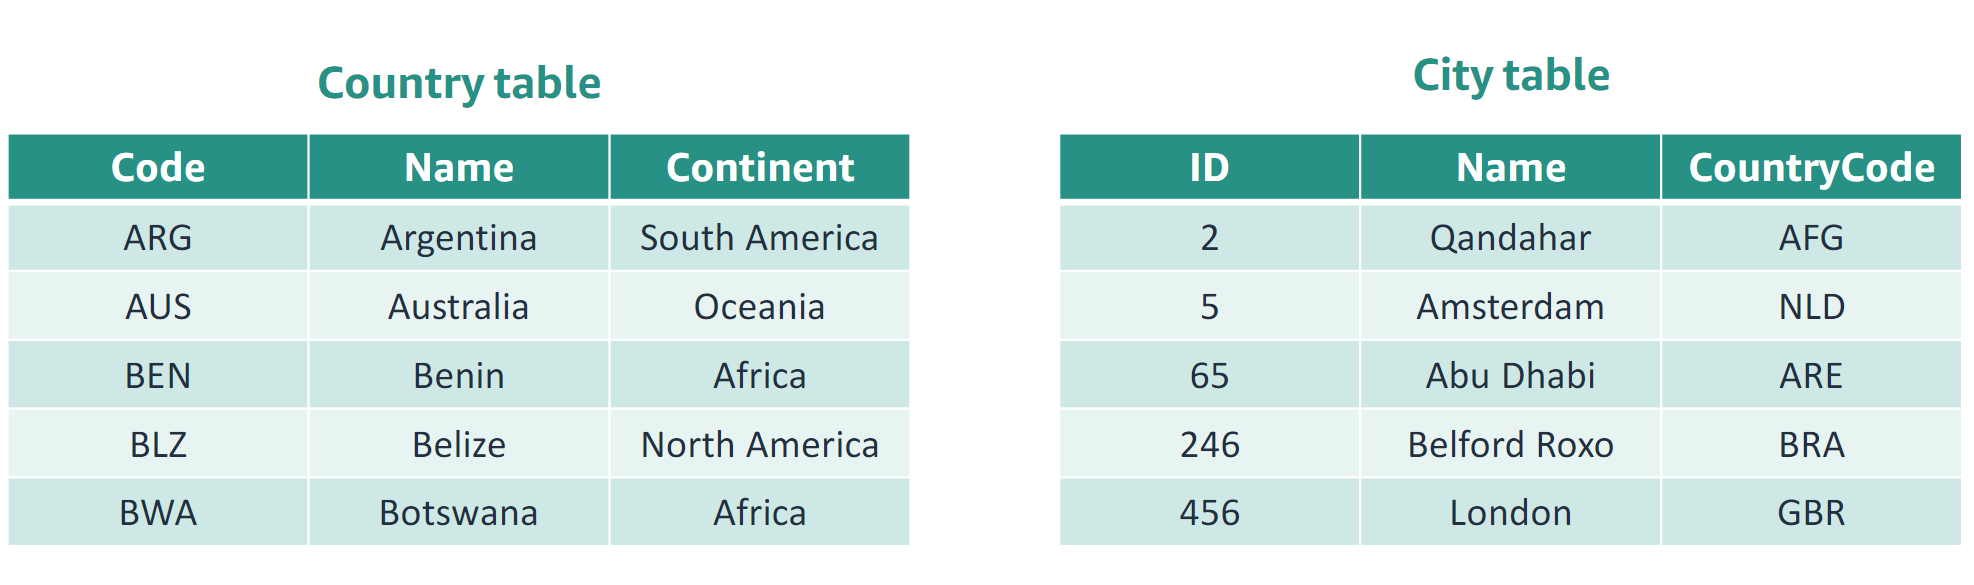 Country table
Code Name Continent
ARG Argentina South America
AUS Australia Oceania
BEN Benin Africa
BLZ Belize North America
BWA Botswana Africa
City table
ID Name CountryCode
2 Qandahar AFG
5 Amsterdam NLD
65 Abu Dhabi ARE
246 Belford Roxo BRA
456 London GBR